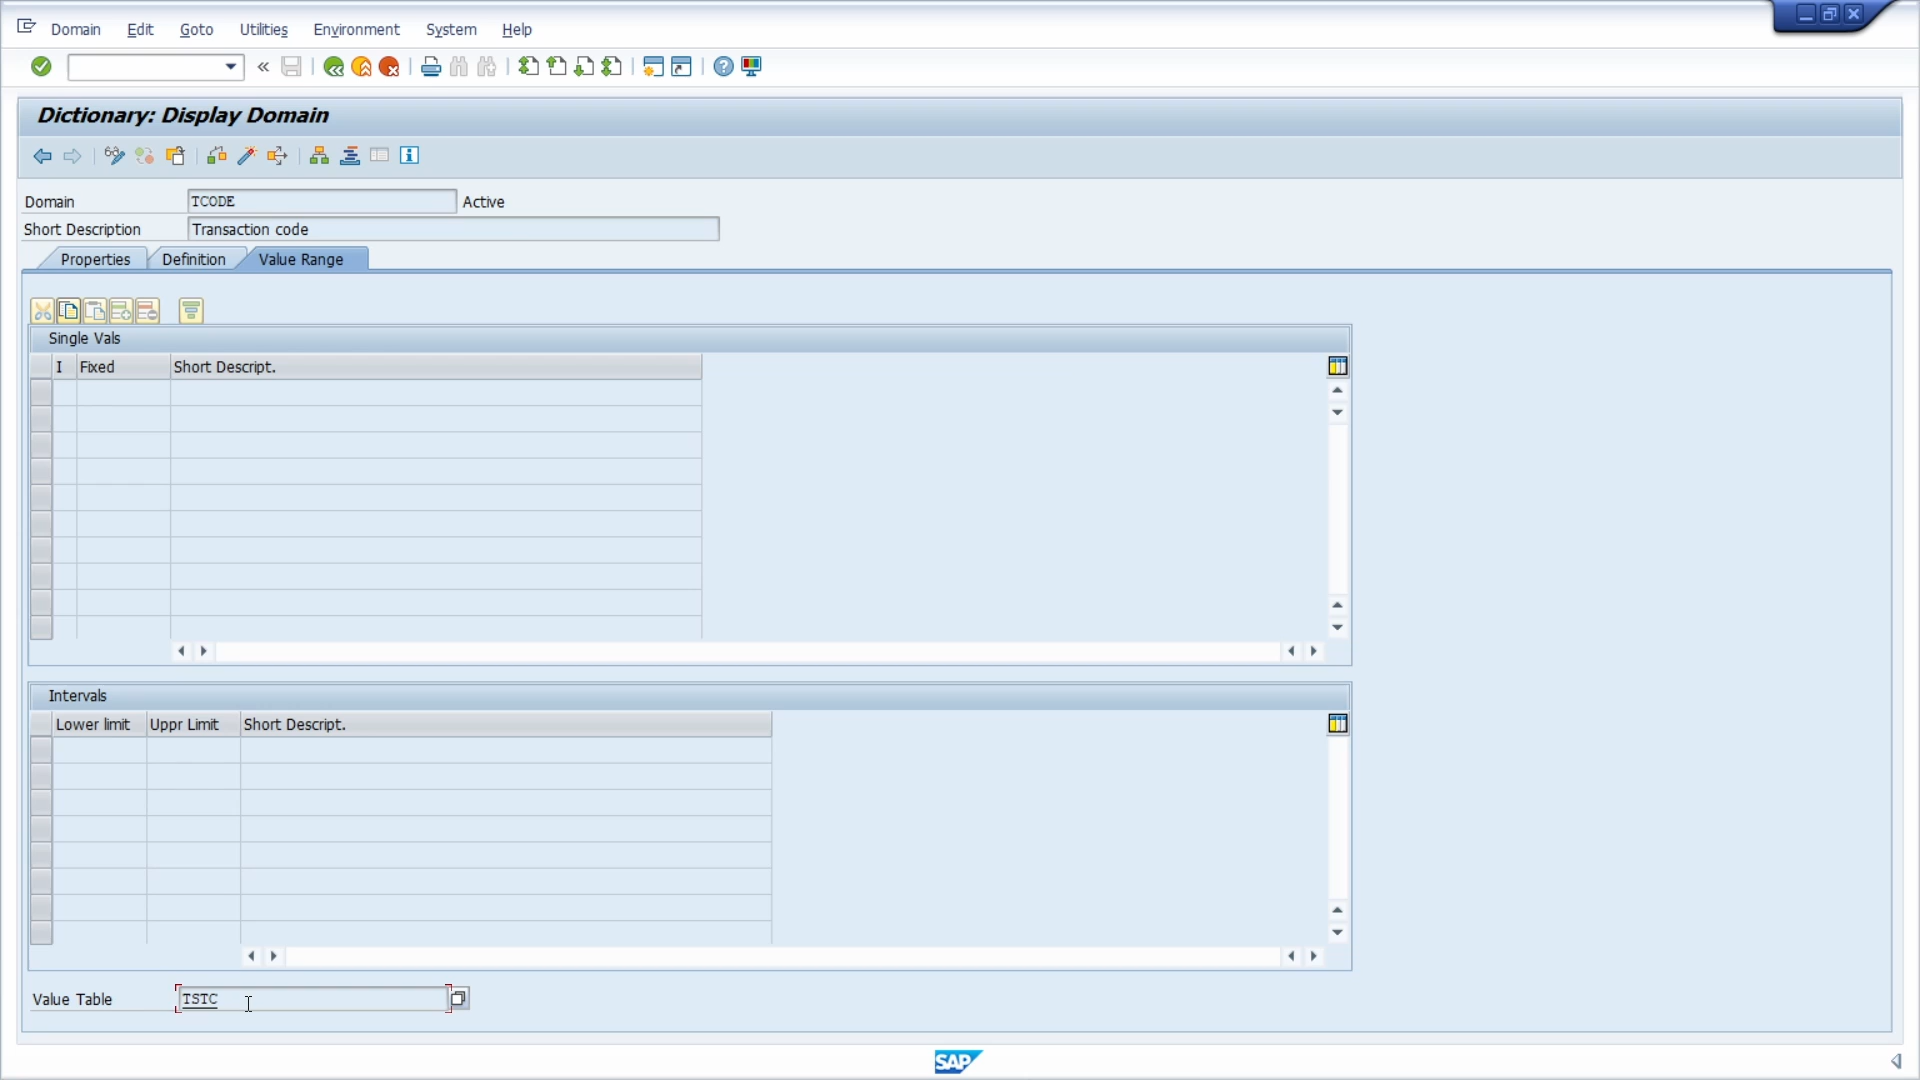 Domain Edit Goto Utilities Environment System Help
Dictionary: Display Domain
Domain TCODE Active
Short Description Transaction code
Properties Definition Value Range
Single Vals
I Fixed Short Descript.
Intervals
Lower limit Uppr Limit Short Descript.
Value Table TSTC
SAP